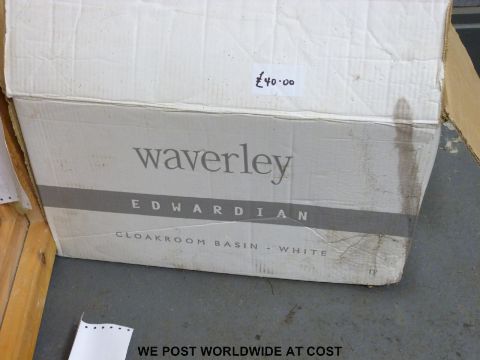 £40.00
waverley
EDWARDIAN
CLOAKROOM BASIN - WHITE
WE POST WORLDWIDE AT COST